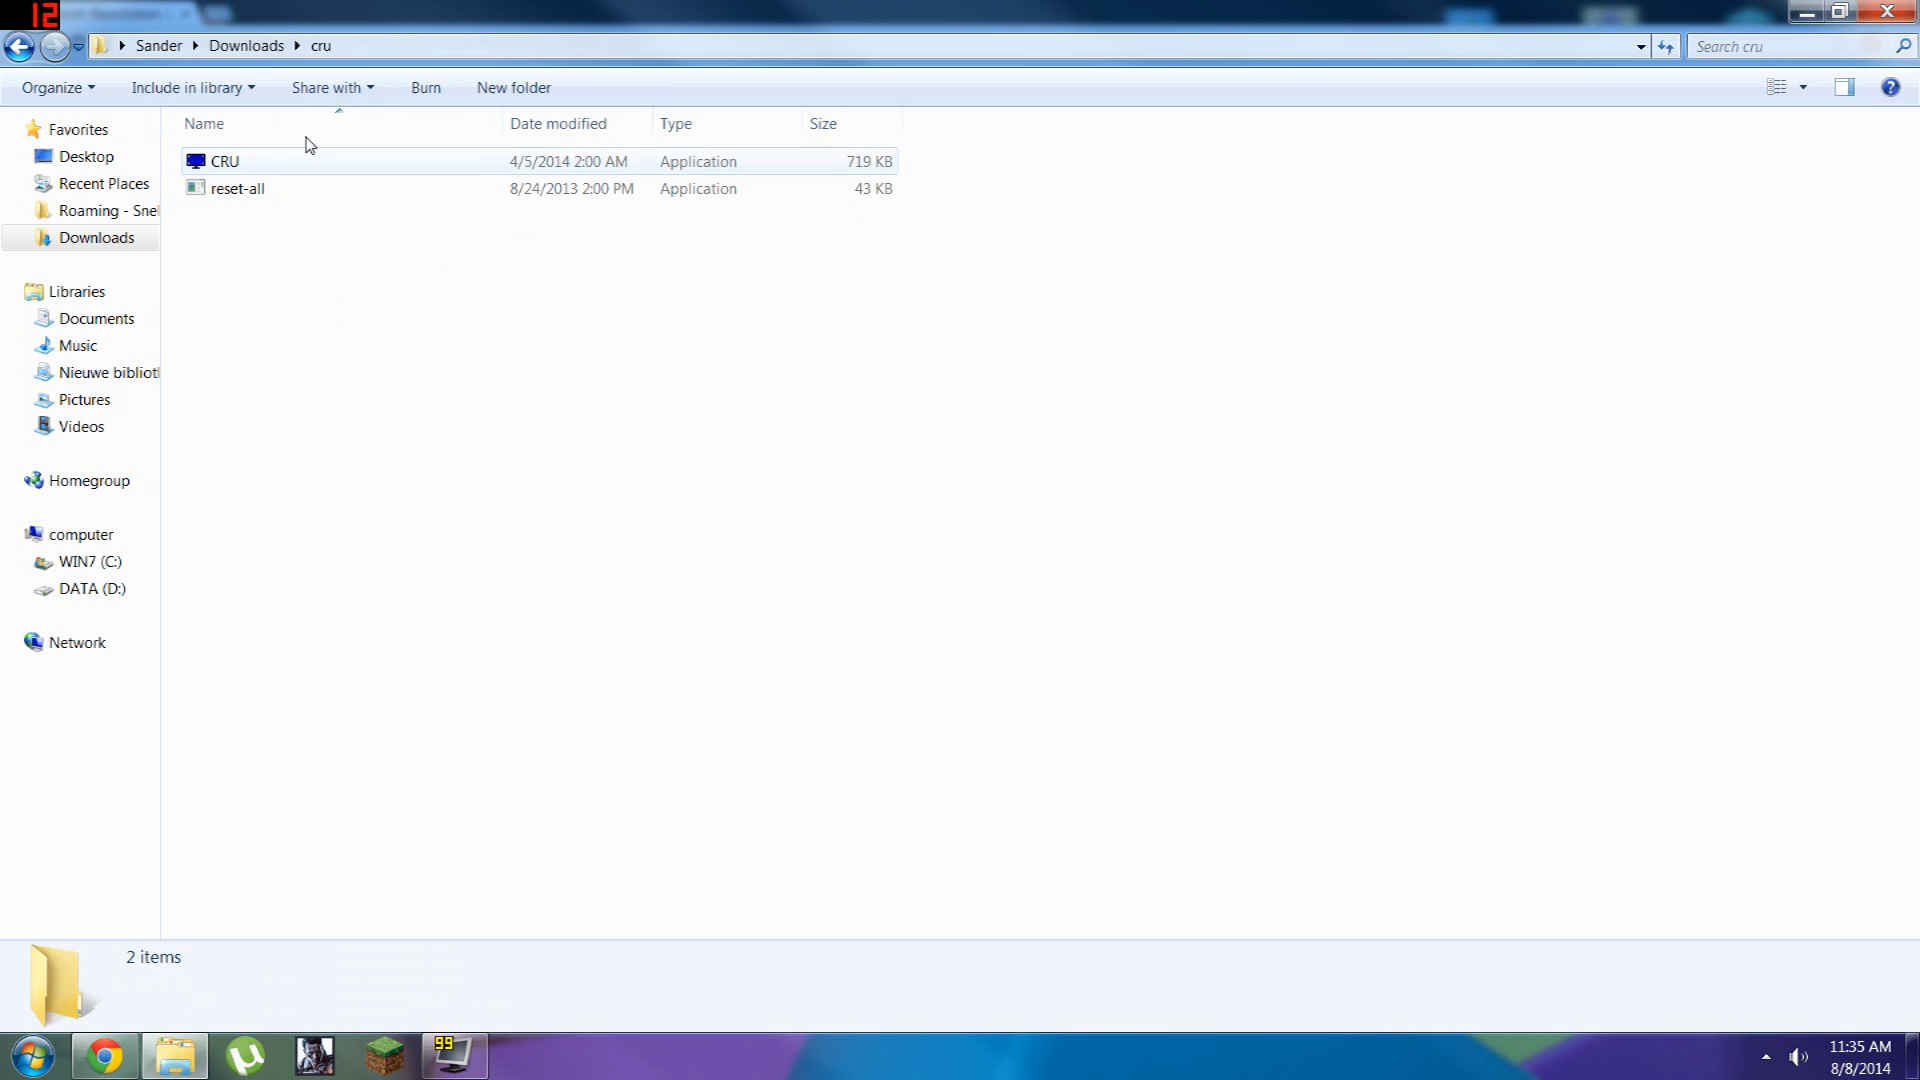 12
Sander Downloads cru
Search cru
Organize Include in library Share with Burn New folder
Name Date modified Type Size
CRU 4/5/2014 2:00 AM Application 719 KB
reset-all 8/24/2013 2:00 PM Application 43 KB
Favorites
Desktop
Recent Places
Roaming - Snel
Downloads
Libraries
Documents
Music
Nieuwe bibliot
Pictures
Videos
Homegroup
computer
WIN7 (C:)
DATA (D:)
Network
2 items
99
11:35 AM
8/8/2014